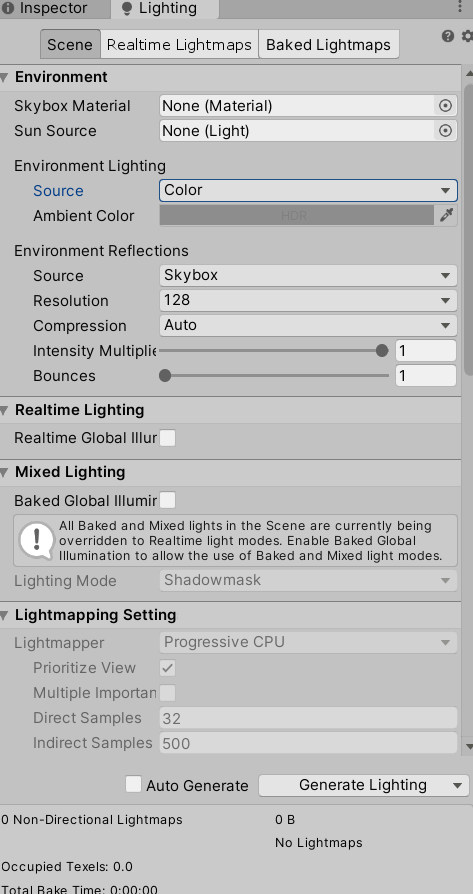 Inspector
Lighting
Scene
Realtime Lightmaps
Baked Lightmaps
Environment
Skybox Material
None (Material)
Sun Source
None (Light)
Environment Lighting
Source
Color
Ambient Color
HDR
Environment Reflections
Source
Skybox
Resolution
128
Compression
Auto
Intensity Multiplie
1
Bounces
1
Realtime Lighting
Realtime Global Illur
Mixed Lighting
Baked Global Illumir
All Baked and Mixed lights in the Scene are currently being
overridden to Realtime light modes. Enable Baked Global
Illumination to allow the use of Baked and Mixed light modes.
Lighting Mode
Shadowmask
Lightmapping Setting
Lightmapper
Progressive CPU
Prioritize View
Multiple Importan
Direct Samples
32
Indirect Samples
500
Auto Generate
Generate Lighting
0 Non-Directional Lightmaps
0 B
No Lightmaps
Occupied Texels: 0.0
Total Bake Time: 0:00:00